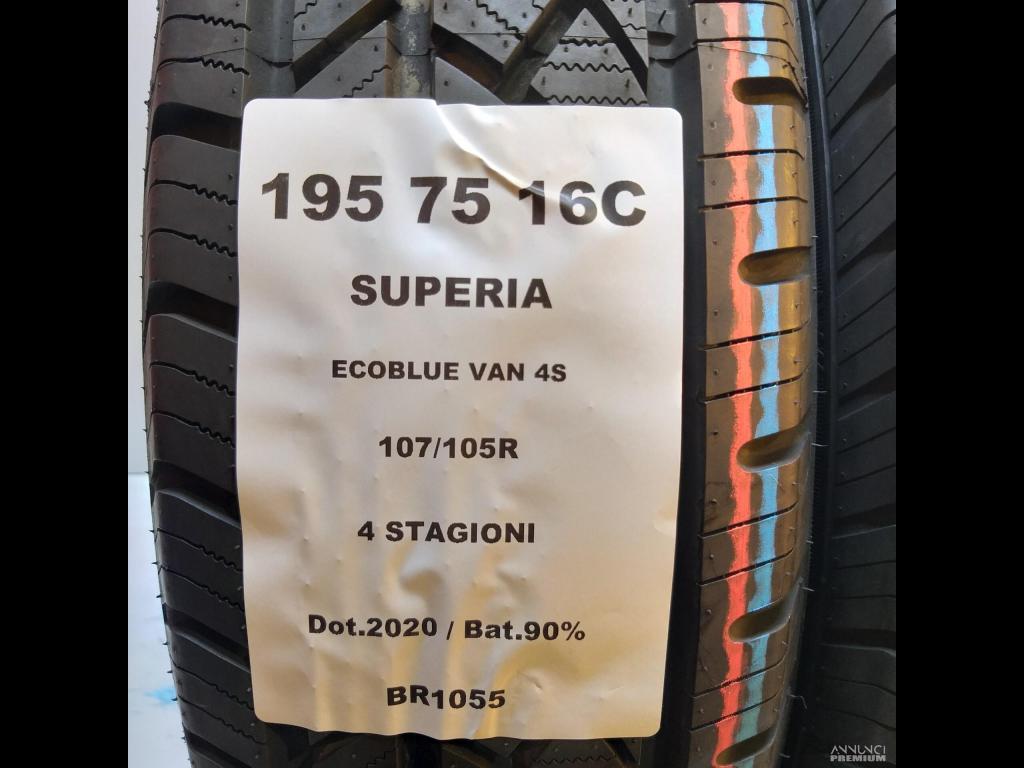 195 75 16C
SUPERIA
ECOBLUE VAN 4S
107/105R
4 STAGIONI
Dot.2020 / Bat.90%
BR1055
ANNUNCI
PREMIUM